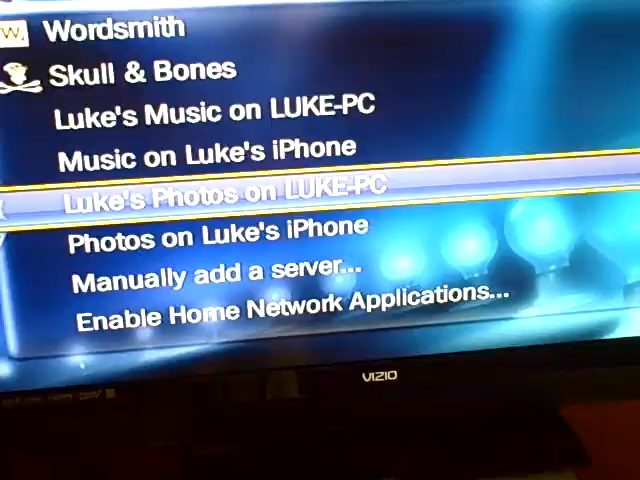 W
Wordsmith
Skull & Bones
Luke's Music on LUKE-PC
Music on Luke's iPhone
Luke's Photos on LUKE-PC
Photos on Luke's iPhone
Manually add a server...
Enable Home Network Applications...
VIZIO